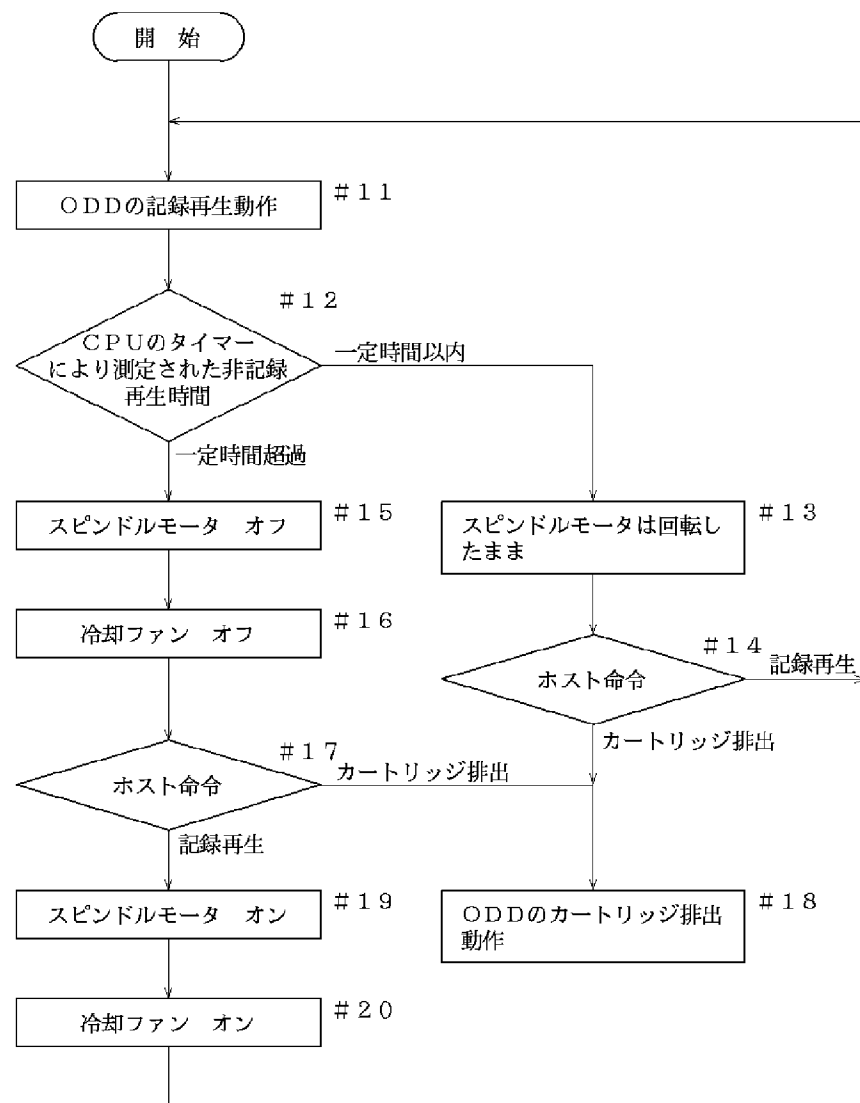 開　始
ＯＤＤの記録再生動作
＃１１
＃１２
ＣＰＵのタイマー
により測定された非記録
再生時間
一定時間以内
一定時間超過
スピンドルモータ　オフ
＃１５
スピンドルモータは回転し
たまま
＃１３
冷却ファン　オフ
＃１６
＃１４
ホスト命令
記録再生
カートリッジ排出
＃１７
ホスト命令
カートリッジ排出
記録再生
スピンドルモータ　オン
＃１９
ＯＤＤのカートリッジ排出
動作
＃１８
冷却ファン　オン
＃２０